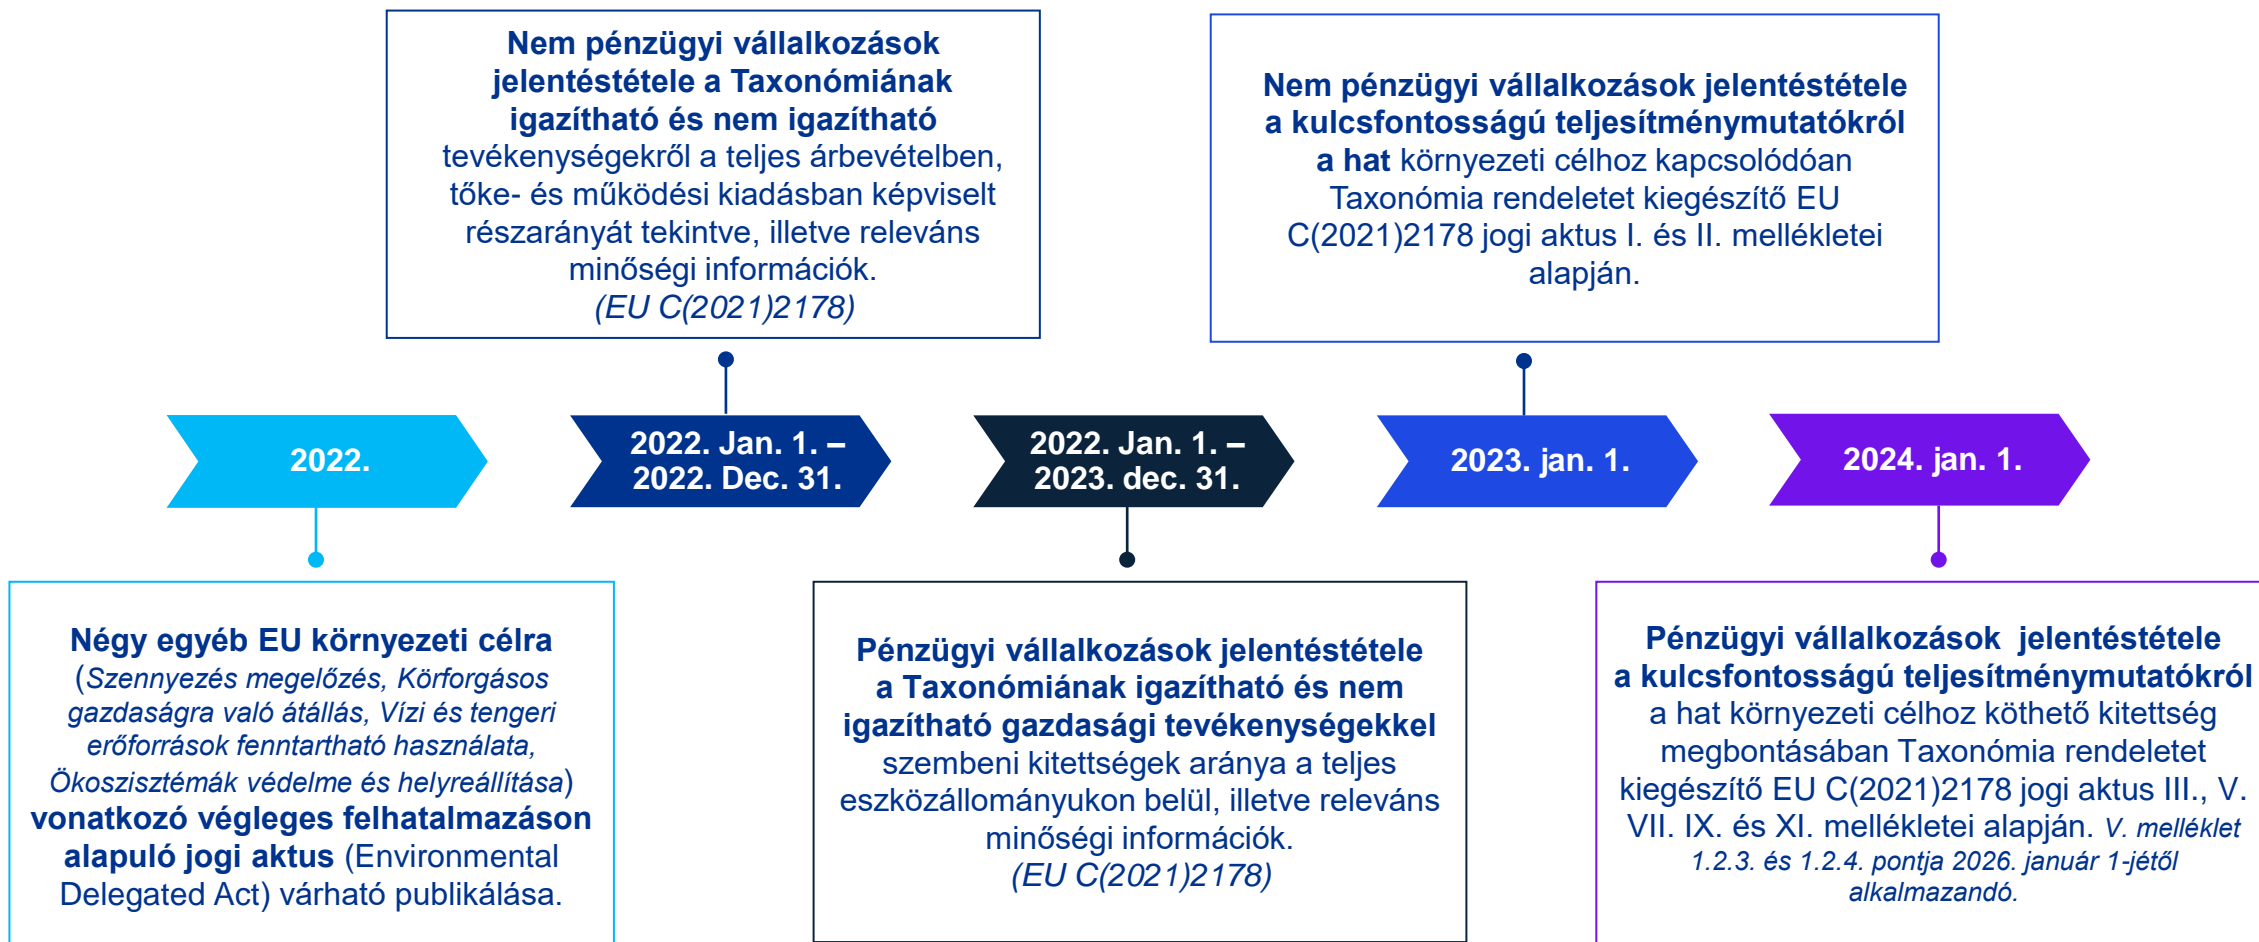 Nem pénzügyi vállalkozások
jelentéstétele a Taxonómiának
igazítható és nem igazítható
tevékenységekről a teljes árbevételben,
tőke- és működési kiadásban képviselt
részarányát tekintve, illetve releváns
minőségi információk.
(EU C(2021)2178)
Nem pénzügyi vállalkozások jelentéstétele
a kulcsfontosságú teljesítménymutatókról
a hat környezeti célhoz kapcsolódóan
Taxonómia rendeletet kiegészítő EU
C(2021)2178 jogi aktus I. és II. mellékletei
alapján.
2022.
2022. Jan. 1. –
2022. Dec. 31.
2022. Jan. 1. –
2023. dec. 31.
2023. jan. 1.
2024. jan. 1.
Négy egyéb EU környezeti célra
(Szennyezés megelőzés, Körforgásos
gazdaságra való átállás, Vízi és tengeri
erőforrások fenntartható használata,
Ökoszisztémák védelme és helyreállítása)
vonatkozó végleges felhatalmazáson
alapuló jogi aktus (Environmental
Delegated Act) várható publikálása.
Pénzügyi vállalkozások jelentéstétele
a Taxonómiának igazítható és nem
igazítható gazdasági tevékenységekkel
szembeni kitettségek aránya a teljes
eszközállományukon belül, illetve releváns
minőségi információk.
(EU C(2021)2178)
Pénzügyi vállalkozások jelentéstétele
a kulcsfontosságú teljesítménymutatókról
a hat környezeti célhoz köthető kitettség
megbontásában Taxonómia rendeletet
kiegészítő EU C(2021)2178 jogi aktus III., V.
VII. IX. és XI. mellékletei alapján. V. melléklet
1.2.3. és 1.2.4. pontja 2026. január 1-jétől
alkalmazandó.